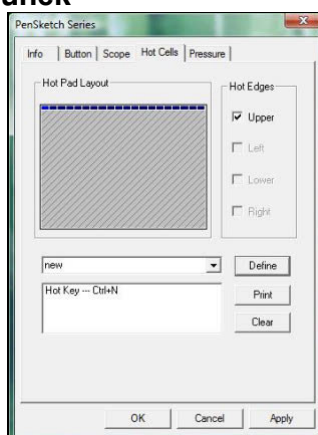 PenSketch Series
Info Button Scope Hot Cells Pressure
Hot Pad Layout
Hot Edges
Upper
Left
Lower
Right
new
Define
Hot Key --- Ctrl+N
Print
Clear
OK Cancel Apply